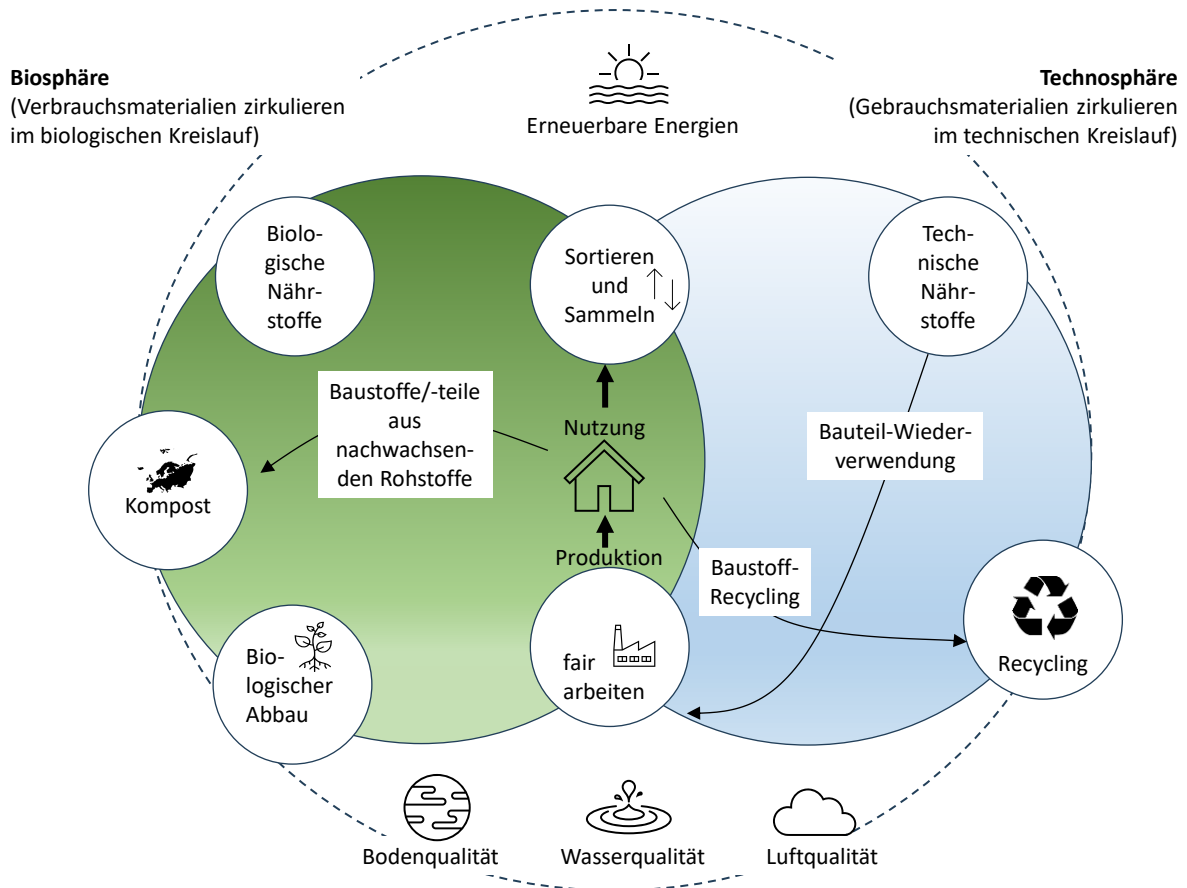 Biosphäre
(Verbrauchsmaterialien zirkulieren
im biologischen Kreislauf)
Erneuerbare Energien
Technosphäre
(Gebrauchsmaterialien zirkulieren
im technischen Kreislauf)
Biolo-
gische
Nähr-
stoffe
Sortieren
und
Sammeln
Tech-
nische
Nähr-
stoffe
Baustoffe/-teile
aus
nachwachsen-
den Rohstoffe
Nutzung
Bauteil-Wieder-
verwendung
Kompost
Produktion
Baustoff-
Recycling
Bio-
logischer
Abbau
fair
arbeiten
Recycling
Bodenqualität
Wasserqualität
Luftqualität